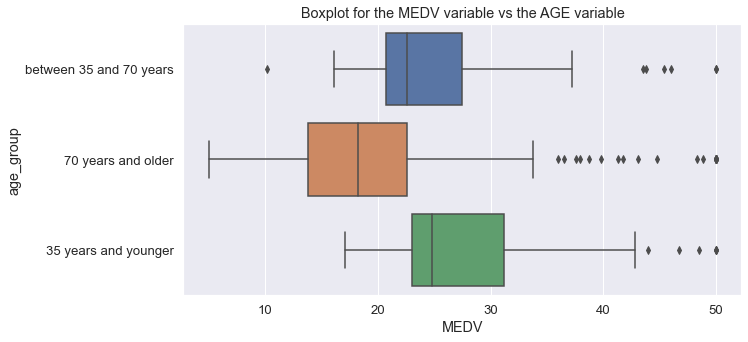 Boxplot for the MEDV variable vs the AGE variable
age_group
between 35 and 70 years
70 years and older
35 years and younger
10 20 30 40 50
MEDV